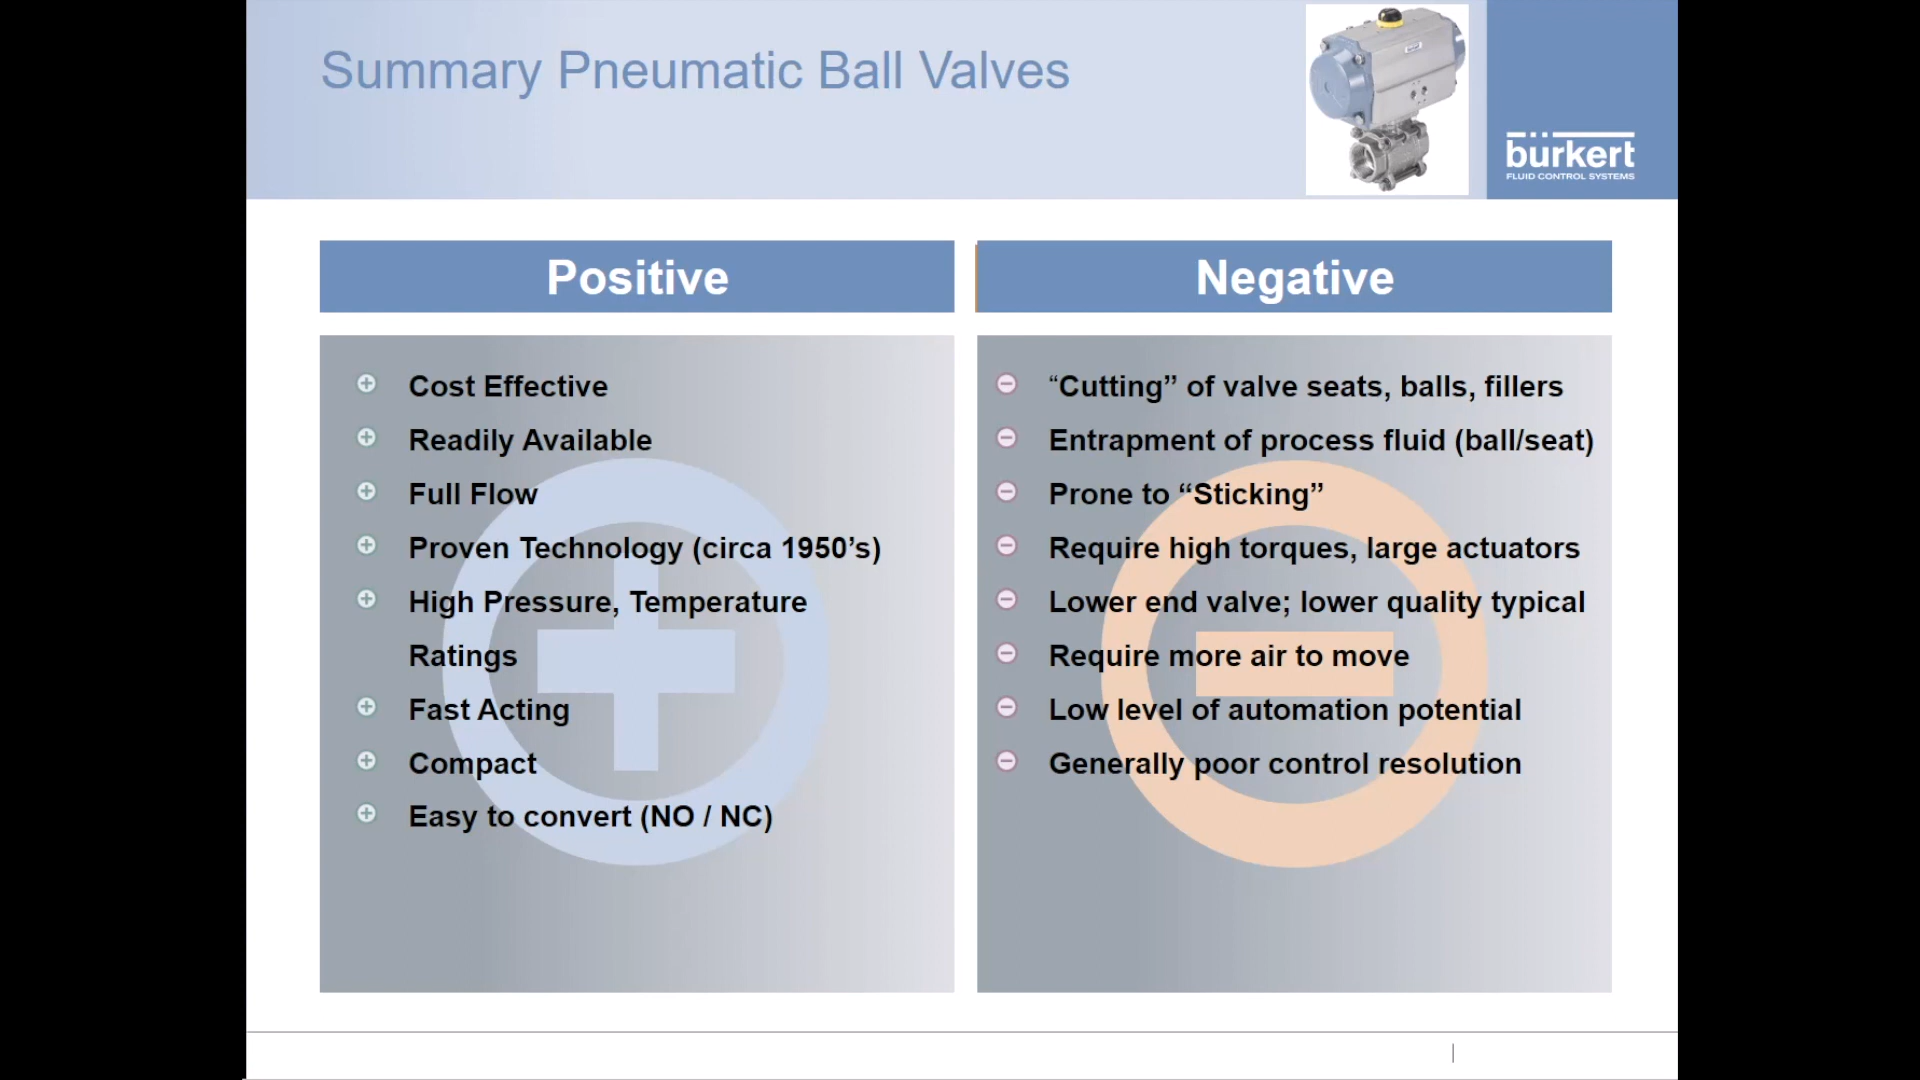 Summary Pneumatic Ball Valves
burkert
FLUID CONTROL SYSTEMS
Positive
Cost Effective
Readily Available
Full Flow
Proven Technology (circa 1950’s)
High Pressure, Temperature
Ratings
Fast Acting
Compact
Easy to convert (NO / NC)
Negative
“Cutting” of valve seats, balls, fillers
Entrapment of process fluid (ball/seat)
Prone to “Sticking”
Require high torques, large actuators
Lower end valve; lower quality typical
Require more air to move
Low level of automation potential
Generally poor control resolution